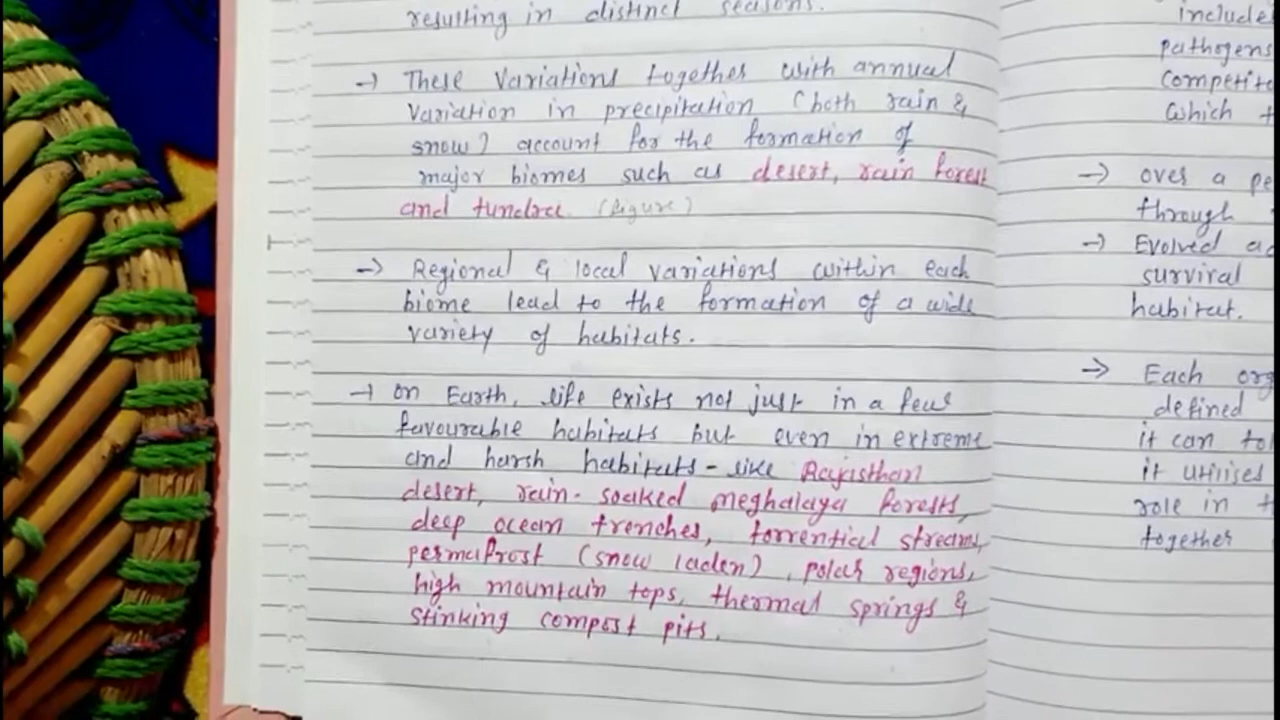 resulting in distinct seasons.
→ These variations together with annual
variation in precipitation (both rain &
snow) account for the formation of
major biomes such as desert, rain forest
and tundra. (figure)
→ Regional & local variations within each
biome lead to the formation of a wide
variety of habitats.
→ On Earth, life exists not just in a few
favourable habitats but even in extreme
and harsh habitats - like Rajisthan
desert, rain-soaked meghalaya forests,
deep ocean trenches, torrential streams,
permafrost (snow laden), polar regions,
high mountain tops, thermal springs &
stinking compost pits.
include
pathogens
which
→ over a
through
→ Evolved
survival
habitat.
→ Each
defined
it can
it utilises
role in
together